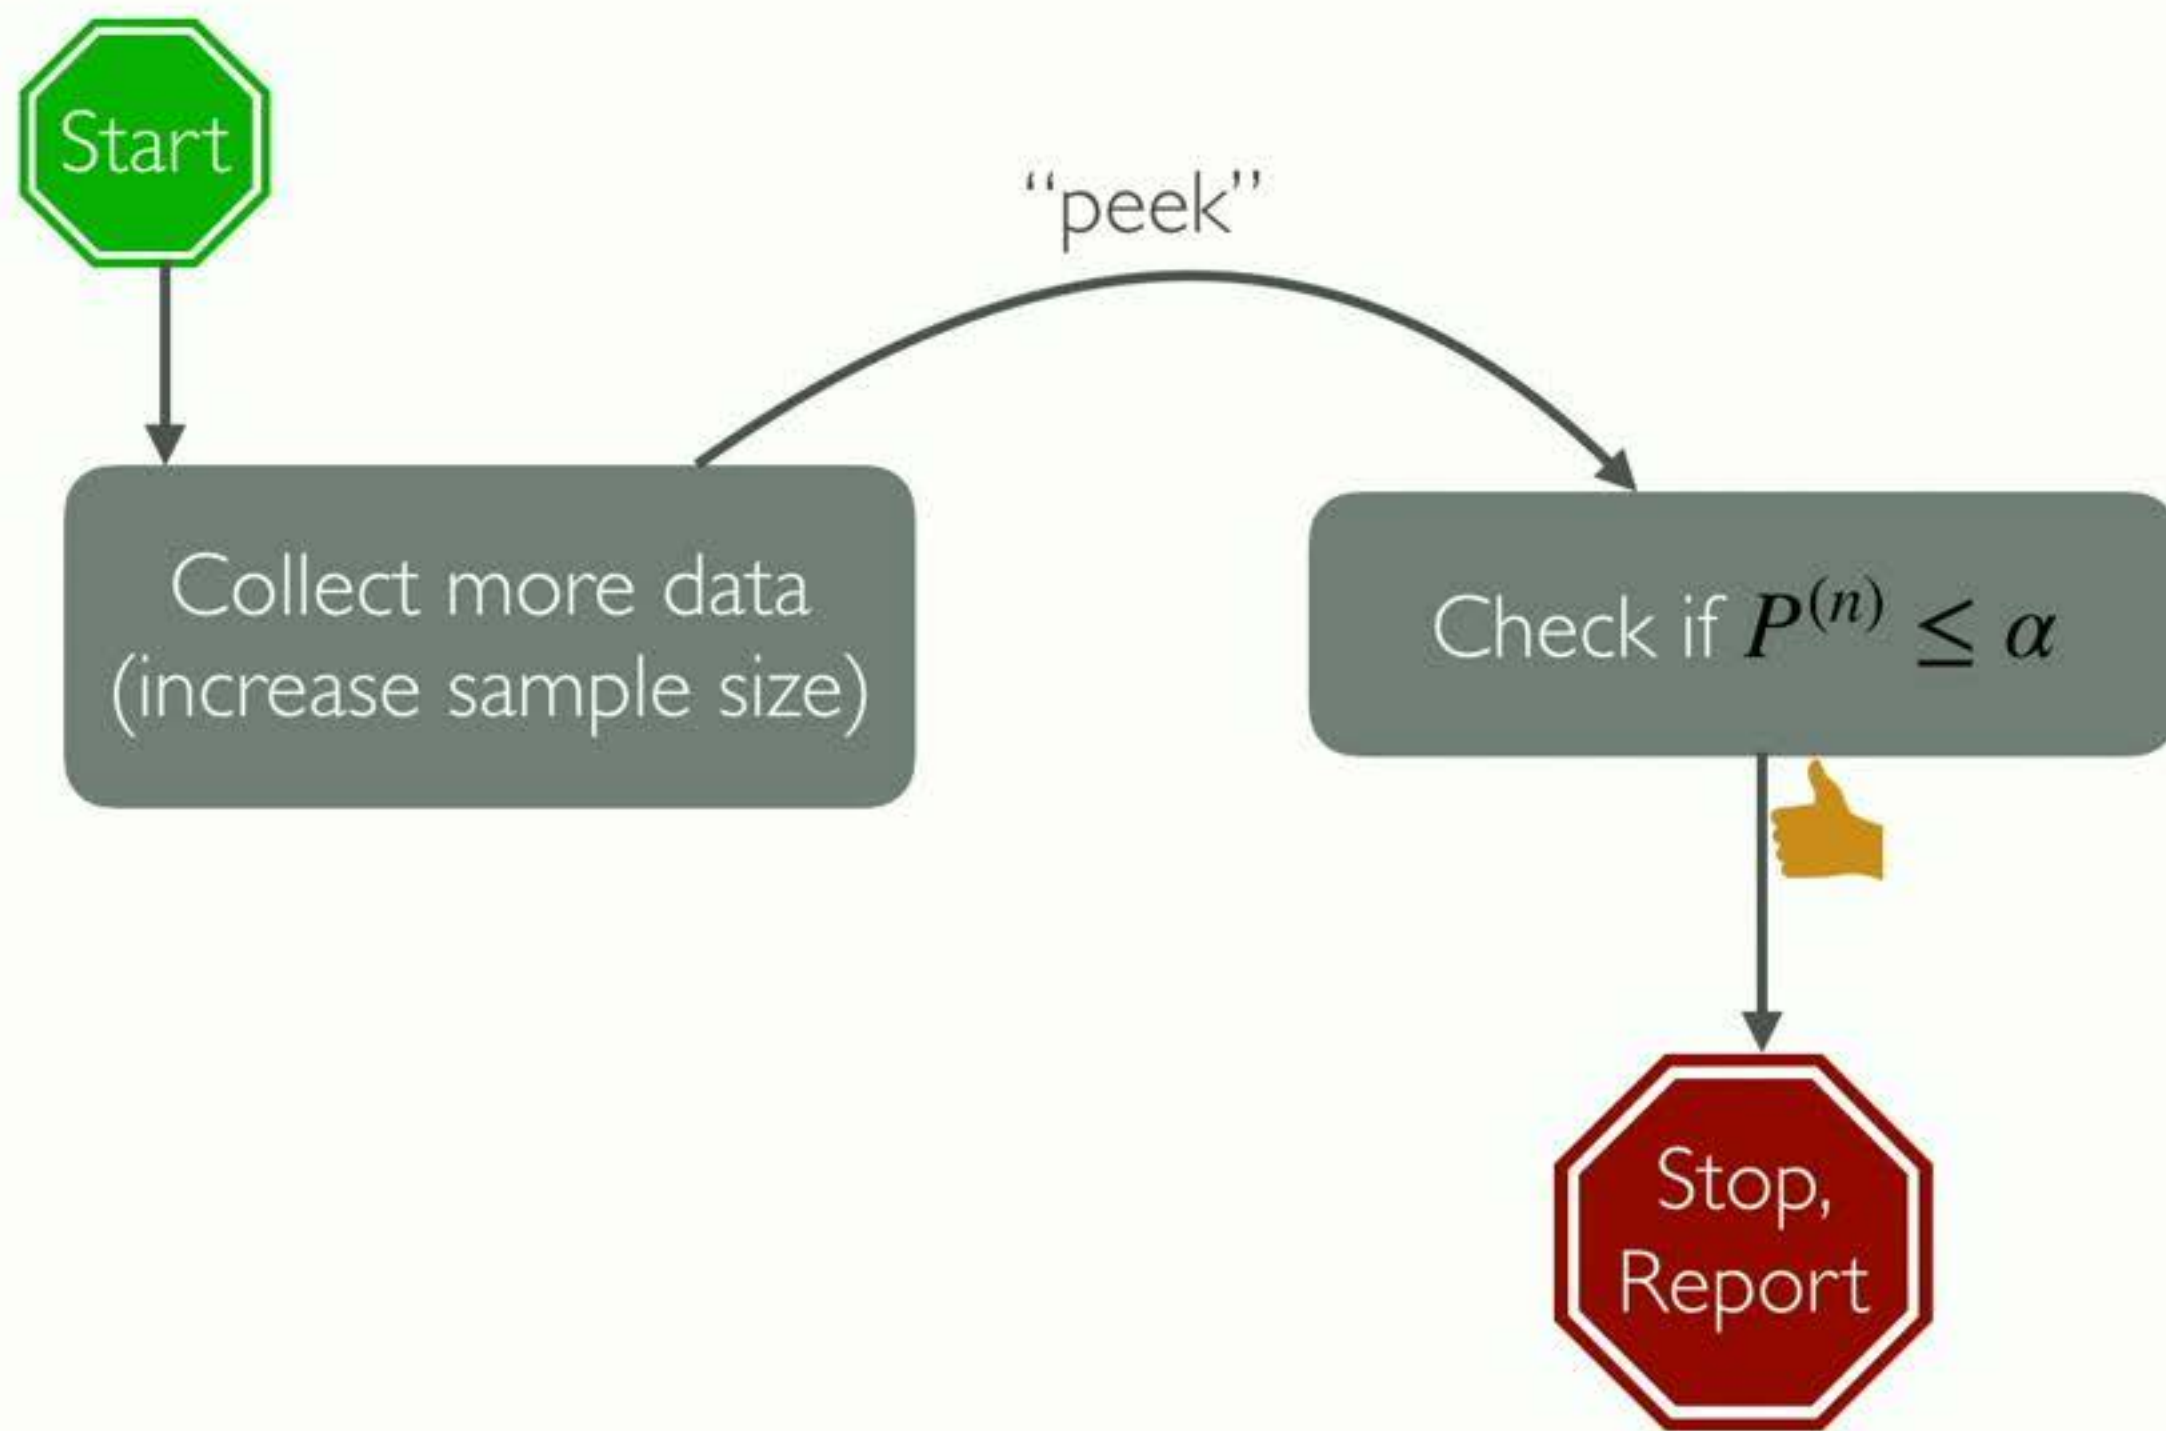 Start
“peek”
Collect more data
(increase sample size)
Check if P⁽ⁿ⁾ ≤ α
Stop,
Report